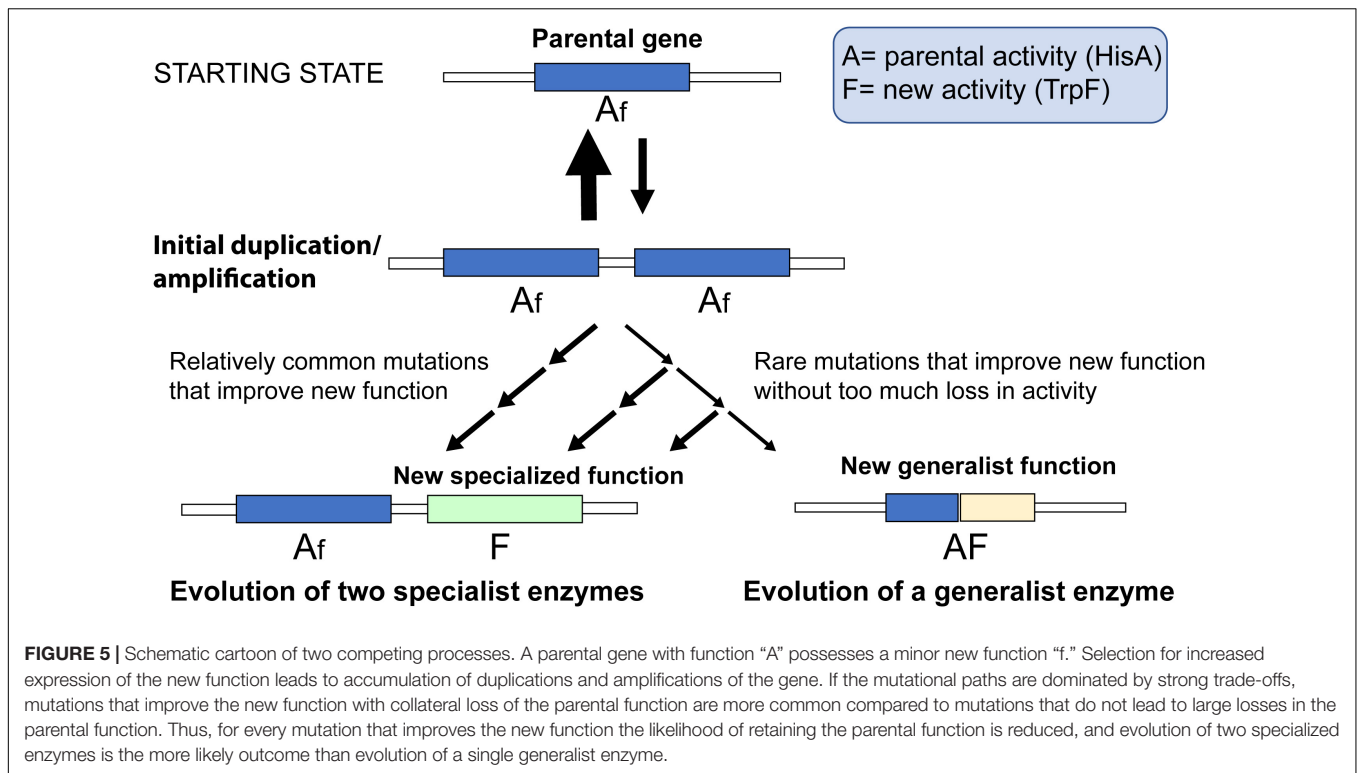 Parental gene
STARTING STATE
Af
A= parental activity (HisA)
F= new activity (TrpF)
Initial duplication/
amplification
Af
Af
Relatively common mutations
that improve new function
Rare mutations that improve new function
without too much loss in activity
New specialized function
Af
F
Evolution of two specialist enzymes
New generalist function
AF
Evolution of a generalist enzyme
FIGURE 5 | Schematic cartoon of two competing processes. A parental gene with function “A” possesses a minor new function “f.” Selection for increased
expression of the new function leads to accumulation of duplications and amplifications of the gene. If the mutational paths are dominated by strong trade-offs,
mutations that improve the new function with collateral loss of the parental function are more common compared to mutations that do not lead to large losses in the
parental function. Thus, for every mutation that improves the new function the likelihood of retaining the parental function is reduced, and evolution of two specialized
enzymes is the more likely outcome than evolution of a single generalist enzyme.